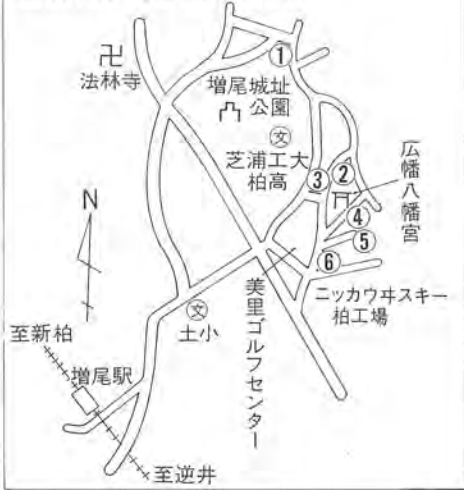 ①
卍
法林寺
増尾城址
公園
文
芝浦工大
柏高
②
③
広幡八幡宮
④
⑤
⑥
N
ニッカウヰスキー
柏工場
美里ゴルフセンター
文
土小
至新柏
増尾駅
至逆井